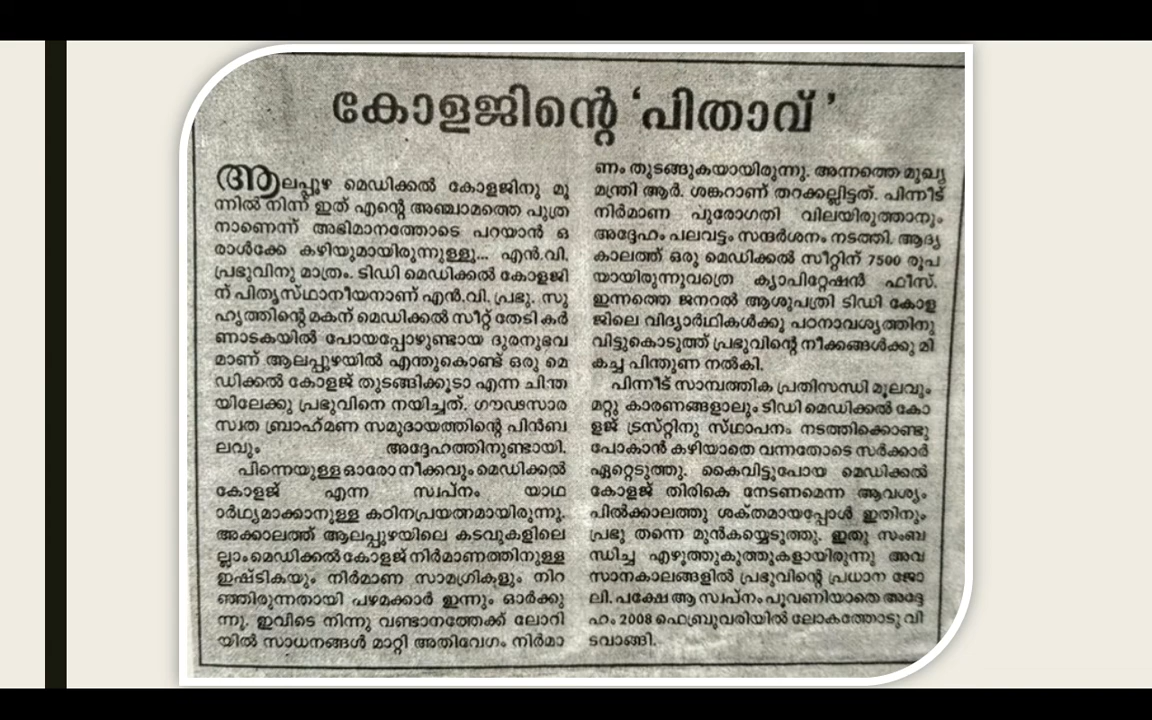 കോളജിന്റെ ‘പിതാവ് ’
ആലപ്പുഴ മെഡിക്കൽ കോളജിനു മു
ന്നിൽ നിന്ന് ഇത് എന്റെ അഞ്ചാമത്തെ പുത്ര
നാണെന്ന് അഭിമാനത്തോടെ പറയാൻ ഒ
രാൾക്കേ കഴിയുമായിരുന്നുള്ളൂ... എൻ.വി.
പ്രഭുവിനു മാത്രം. ടിഡി മെഡിക്കൽ കോളജി
ന് പിതൃസ്ഥാനീയനാണ് എൻ.വി. പ്രഭു. സു
ഹൃത്തിന്റെ മകന് മെഡിക്കൽ സീറ്റ് തേടി കർ
ണാടകയിൽ പോയപ്പോഴുണ്ടായ ദുരനുഭവ
മാണ് ആലപ്പുഴയിൽ എന്തുകൊണ്ട് ഒരു മെ
ഡിക്കൽ കോളജ് തുടങ്ങിക്കൂടാ എന്ന ചിന്ത
യിലേക്കു പ്രഭുവിനെ നയിച്ചത്. ഗൗഢസാര
സ്വത ബ്രാഹ്മണ സമുദായത്തിന്റെ പിൻബ
ലവും അദ്ദേഹത്തിനുണ്ടായി.
പിന്നെയുള്ള ഓരോ നീക്കവും മെഡിക്കൽ
കോളജ് എന്ന സ്വപ്നം യാഥ
ാർഥ്യമാക്കാനുള്ള കഠിനപ്രയത്നമായിരുന്നു.
അക്കാലത്ത് ആലപ്പുഴയിലെ കടവുകളിലെ
ല്ലാം മെഡിക്കൽ കോളജ് നിർമാണത്തിനുള്ള
ഇഷ്ടികയും നിർമാണ സാമഗ്രികളും നിറ
ഞ്ഞിരുന്നതായി പഴമക്കാർ ഇന്നും ഓർക്കു
ന്നു. ഇവിടെ നിന്നു വണ്ടാനത്തേക്ക് ലോറി
യിൽ സാധനങ്ങൾ മാറ്റി അതിവേഗം നിർമാ
ണം തുടങ്ങുകയായിരുന്നു. അന്നത്തെ മുഖ്യ
മന്ത്രി ആർ. ശങ്കറാണ് തറക്കല്ലിട്ടത്. പിന്നീട്
നിർമാണ പുരോഗതി വിലയിരുത്താനും
അദ്ദേഹം പലവട്ടം സന്ദർശനം നടത്തി. ആദ്യ
കാലത്ത് ഒരു മെഡിക്കൽ സീറ്റിന് 7500 രൂപ
യായിരുന്നുവത്രെ ക്യാപിറ്റേഷൻ ഫീസ്.
ഇന്നത്തെ ജനറൽ ആശുപത്രി ടിഡി കോള
ജിലെ വിദ്യാർഥികൾക്കു പഠനാവശ്യത്തിനു
വിട്ടുകൊടുത്ത് പ്രഭുവിന്റെ നീക്കങ്ങൾക്കു മി
കച്ച പിന്തുണ നൽകി.
പിന്നീട് സാമ്പത്തിക പ്രതിസന്ധി മൂലവും
മറ്റു കാരണങ്ങളാലും ടിഡി മെഡിക്കൽ കോ
ളജ് ട്രസ്റ്റിനു സ്ഥാപനം നടത്തിക്കൊണ്ടു
പോകാൻ കഴിയാതെ വന്നതോടെ സർക്കാർ
ഏറ്റെടുത്തു. കൈവിട്ടുപോയ മെഡിക്കൽ
കോളജ് തിരികെ നേടണമെന്ന ആവശ്യം
പിൽക്കാലത്തു ശക്തമായപ്പോൾ ഇതിനും
പ്രഭു തന്നെ മുൻകയ്യെടുത്തു. ഇതു സംബ
ന്ധിച്ച എഴുത്തുകുത്തുകളായിരുന്നു അവ
സാനകാലങ്ങളിൽ പ്രഭുവിന്റെ പ്രധാന ജോ
ലി. പക്ഷേ ആ സ്വപ്നം പൂവണിയാതെ അദ്ദേ
ഹം 2008 ഫെബ്രുവരിയിൽ ലോകത്തോടു വി
ടവാങ്ങി.